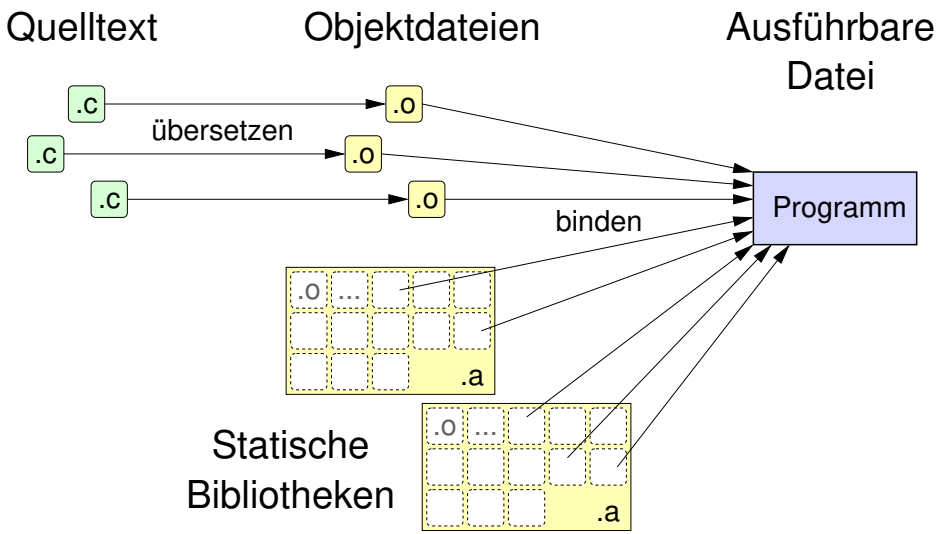 Quelltext
Objektdateien
Ausführbare
Datei
.c
.o
übersetzen
.c
.o
.c
.o
Programm
binden
.o ...
.a
.o ...
Statische
Bibliotheken
.a